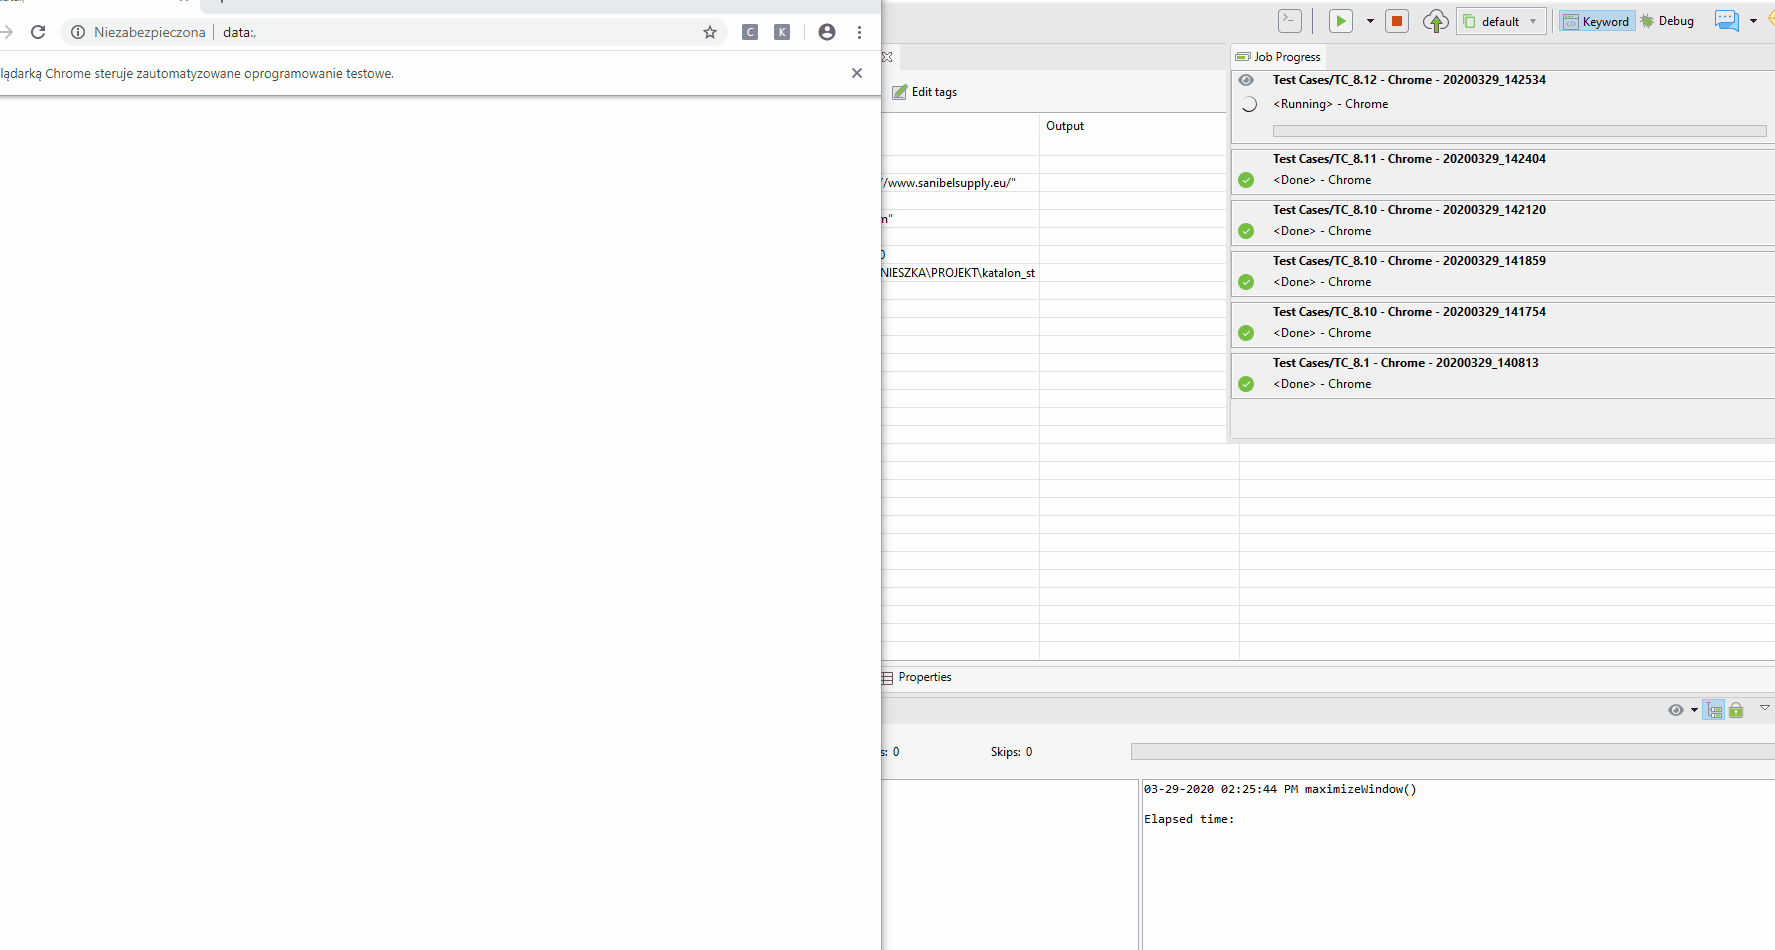 Niezabezpieczona
data:,
C
K
lądarką Chrome steruje zautomatyzowane oprogramowanie testowe.
default
Keyword
Debug
Job Progress
Edit tags
Output
//www.sanibelsupply.eu/"
m"
0
NIESZKA\PROJEKT\katalon_st
Test Cases/TC_8.12 - Chrome - 20200329_142534
<Running> - Chrome
Test Cases/TC_8.11 - Chrome - 20200329_142404
<Done> - Chrome
Test Cases/TC_8.10 - Chrome - 20200329_142120
<Done> - Chrome
Test Cases/TC_8.10 - Chrome - 20200329_141859
<Done> - Chrome
Test Cases/TC_8.10 - Chrome - 20200329_141754
<Done> - Chrome
Test Cases/TC_8.1 - Chrome - 20200329_140813
<Done> - Chrome
Properties
s: 0
Skips: 0
03-29-2020 02:25:44 PM maximizeWindow()
Elapsed time: